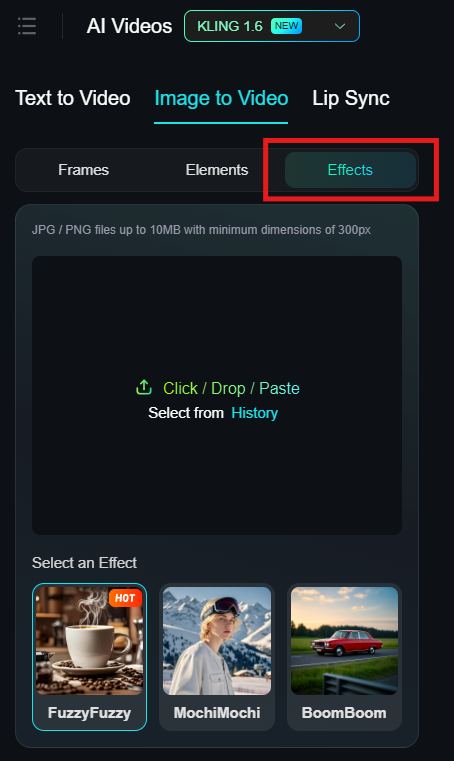 AI Videos KLING 1.6 NEW
Text to Video Image to Video Lip Sync
Frames Elements Effects
JPG / PNG files up to 10MB with minimum dimensions of 300px
Click / Drop / Paste
Select from History
Select an Effect
HOT
FuzzyFuzzy MochiMochi BoomBoom